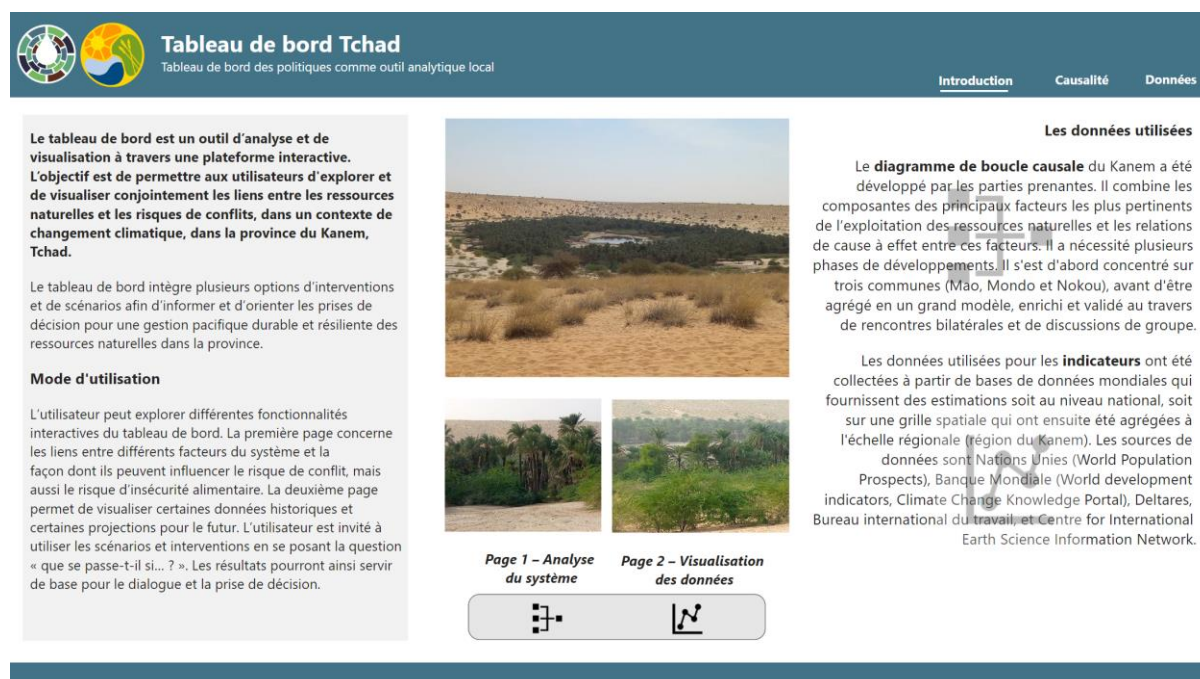 Tableau de bord Tchad
Tableau de bord des politiques comme outil analytique local
Introduction Causalité Données
Le tableau de bord est un outil d'analyse et de
visualisation à travers une plateforme interactive.
L'objectif est de permettre aux utilisateurs d'explorer et
de visualiser conjointement les liens entre les ressources
naturelles et les risques de conflits, dans un contexte de
changement climatique, dans la province du Kanem,
Tchad.
Le tableau de bord intègre plusieurs options d'interventions
et de scénarios afin d'informer et d'orienter les prises de
décision pour une gestion pacifique durable et résiliente des
ressources naturelles dans la province.
Mode d'utilisation
L'utilisateur peut explorer différentes fonctionnalités
interactives du tableau de bord. La première page concerne
les liens entre différents facteurs du système et la
façon dont ils peuvent influencer le risque de conflit, mais
aussi le risque d'insécurité alimentaire. La deuxième page
permet de visualiser certaines données historiques et
certaines projections pour le futur. L'utilisateur est invité à
utiliser les scénarios et interventions en se posant la question
« que se passe-t-il si... ? ». Les résultats pourront ainsi servir
de base pour le dialogue et la prise de décision.
Page 1 – Analyse
du système
Page 2 – Visualisation
des données
Les données utilisées
Le diagramme de boucle causale du Kanem a été
développé par les parties prenantes. Il combine les
composantes des principaux facteurs les plus pertinents
de l'exploitation des ressources naturelles et les relations
de cause à effet entre ces facteurs. Il a nécessité plusieurs
phases de développements. Il s'est d'abord concentré sur
trois communes (Mao, Mondo et Nokou), avant d'être
agrégé en un grand modèle, enrichi et validé au travers
de rencontres bilatérales et de discussions de groupe.
Les données utilisées pour les indicateurs ont été
collectées à partir de bases de données mondiales qui
fournissent des estimations soit au niveau national, soit
sur une grille spatiale qui ont ensuite été agrégées à
l'échelle régionale (région du Kanem). Les sources de
données sont Nations Unies (World Population
Prospects), Banque Mondiale (World development
indicators, Climate Change Knowledge Portal), Deltares,
Bureau international du travail, et Centre for International
Earth Science Information Network.